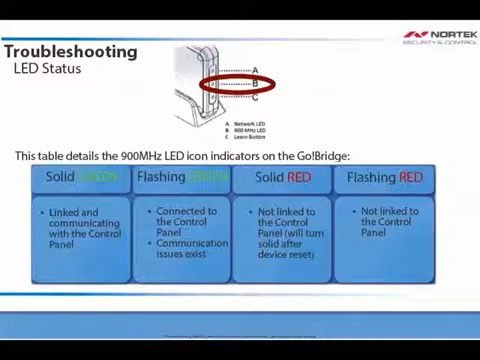 NORTEK
SECURITY & CONTROL
Troubleshooting
LED Status
A
B
C
A Network LED
B 900 MHz LED
C Learn Button
This table details the 900MHz LED icon indicators on the Go!Bridge:
Solid GREEN Flashing GREEN Solid RED Flashing RED
• Linked and
communicating
with the Control
Panel
• Connected to
the Control
Panel
• Communication
issues exist
• Not linked to
the Control
Panel (will turn
solid after
device reset)
• Not linked to
the Control
Panel